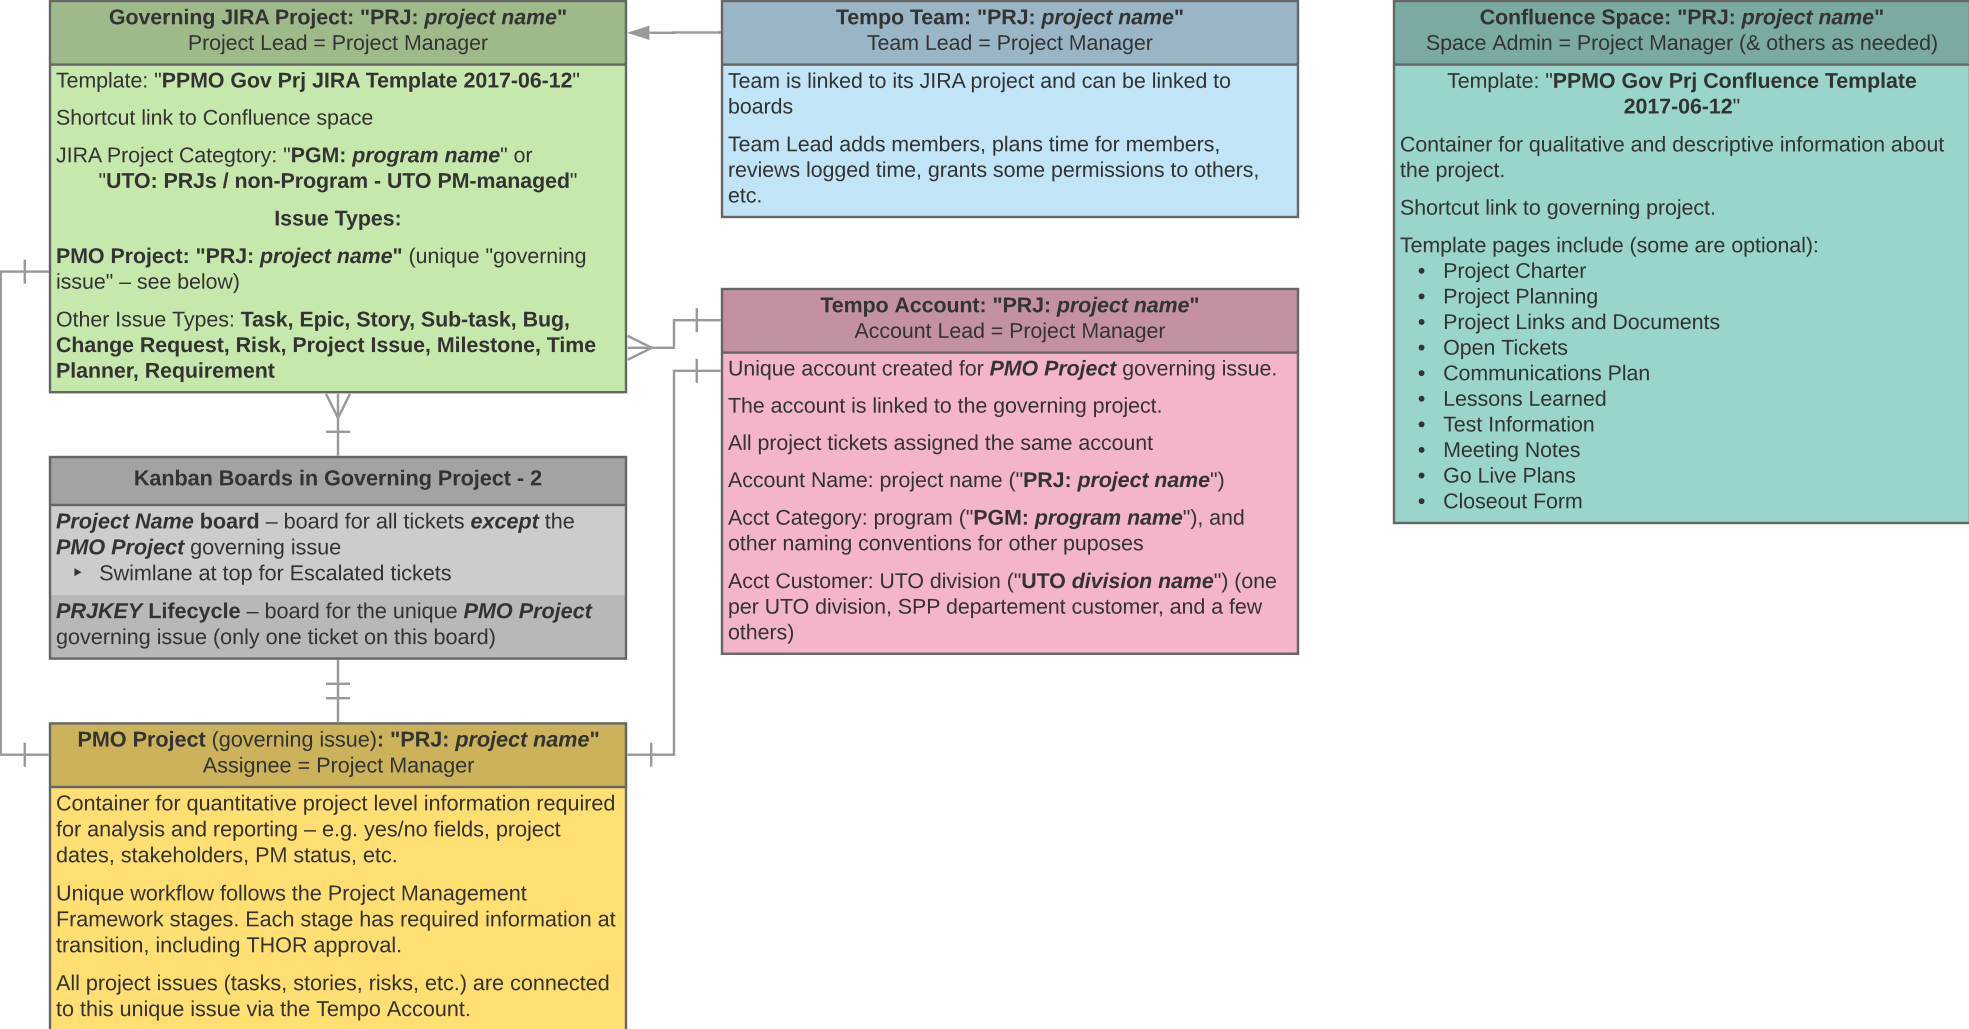 Governing JIRA Project: "PRJ: project name"
Project Lead = Project Manager
Template: "PPMO Gov Prj JIRA Template 2017-06-12"
Shortcut link to Confluence space
JIRA Project Categtory: "PGM: program name" or
"UTO: PRJs / non-Program - UTO PM-managed"
Issue Types:
PMO Project: "PRJ: project name" (unique "governing
issue" – see below)
Other Issue Types: Task, Epic, Story, Sub-task, Bug,
Change Request, Risk, Project Issue, Milestone, Time
Planner, Requirement
Kanban Boards in Governing Project - 2
Project Name board – board for all tickets except the
PMO Project governing issue
‣ Swimlane at top for Escalated tickets
PRJKEY Lifecycle – board for the unique PMO Project
governing issue (only one ticket on this board)
PMO Project (governing issue): "PRJ: project name"
Assignee = Project Manager
Container for quantitative project level information required
for analysis and reporting – e.g. yes/no fields, project
dates, stakeholders, PM status, etc.
Unique workflow follows the Project Management
Framework stages. Each stage has required information at
transition, including THOR approval.
All project issues (tasks, stories, risks, etc.) are connected
to this unique issue via the Tempo Account.
Tempo Team: "PRJ: project name"
Team Lead = Project Manager
Team is linked to its JIRA project and can be linked to
boards
Team Lead adds members, plans time for members,
reviews logged time, grants some permissions to others,
etc.
Tempo Account: "PRJ: project name"
Account Lead = Project Manager
Unique account created for PMO Project governing issue.
The account is linked to the governing project.
All project tickets assigned the same account
Account Name: project name ("PRJ: project name")
Acct Category: program ("PGM: program name"), and
other naming conventions for other puposes
Acct Customer: UTO division ("UTO division name") (one
per UTO division, SPP departement customer, and a few
others)
Confluence Space: "PRJ: project name"
Space Admin = Project Manager (& others as needed)
Template: "PPMO Gov Prj Confluence Template
2017-06-12"
Container for qualitative and descriptive information about
the project.
Shortcut link to governing project.
Template pages include (some are optional):
• Project Charter
• Project Planning
• Project Links and Documents
• Open Tickets
• Communications Plan
• Lessons Learned
• Test Information
• Meeting Notes
• Go Live Plans
• Closeout Form